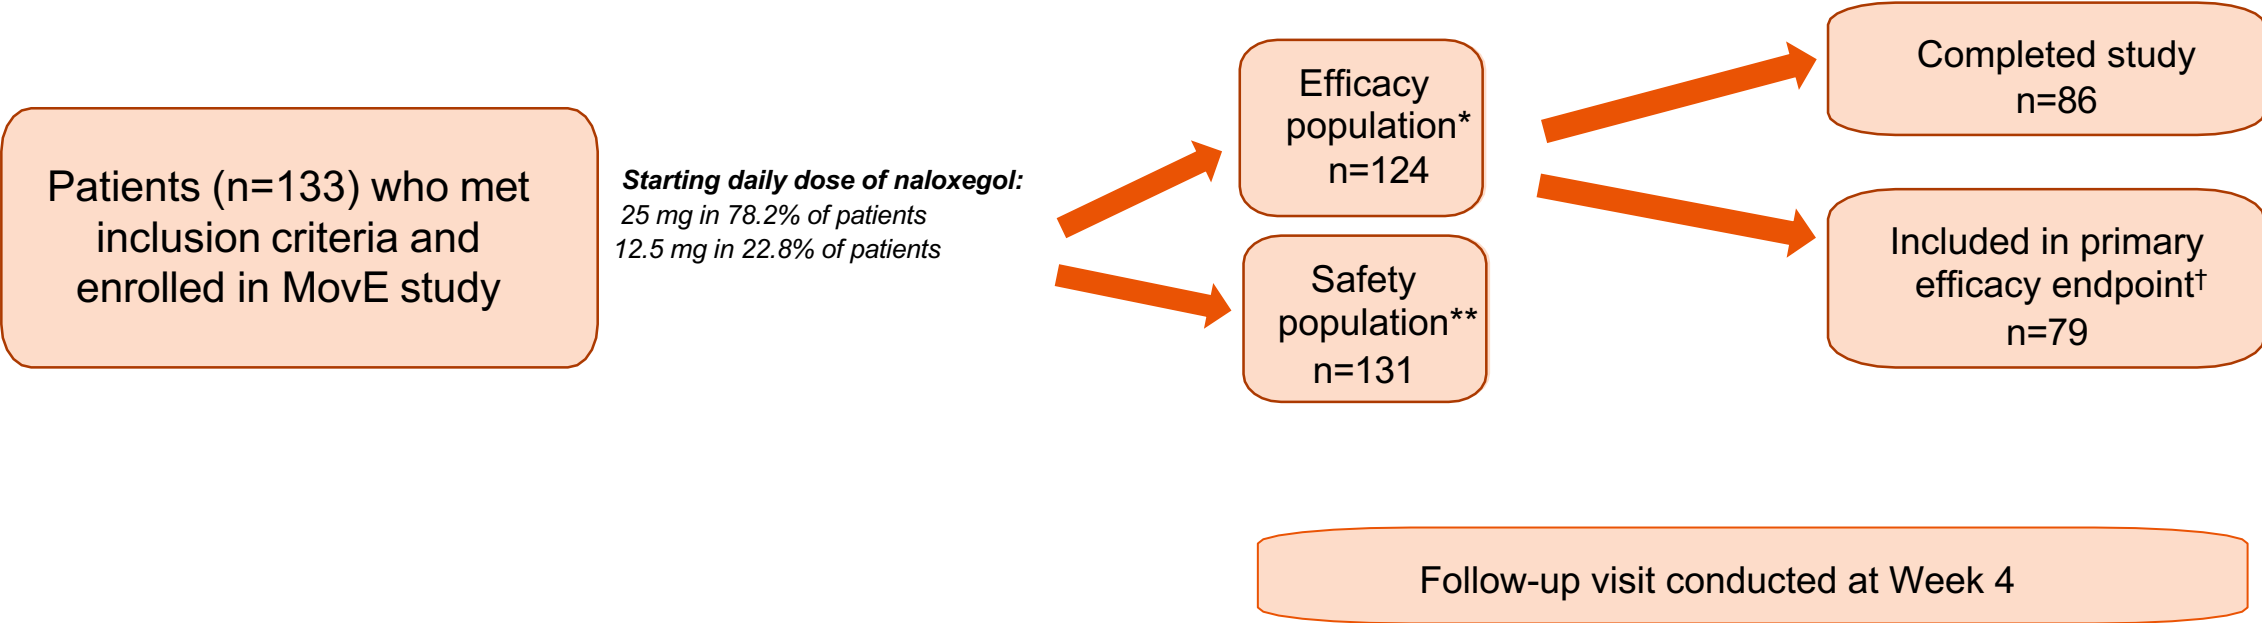 Patients (n=133) who met
inclusion criteria and
enrolled in MovE study
Starting daily dose of naloxegol:
25 mg in 78.2% of patients
12.5 mg in 22.8% of patients
Efficacy
population*
n=124
Safety
population**
n=131
Completed study
n=86
Included in primary
efficacy endpoint†
n=79
Follow-up visit conducted at Week 4